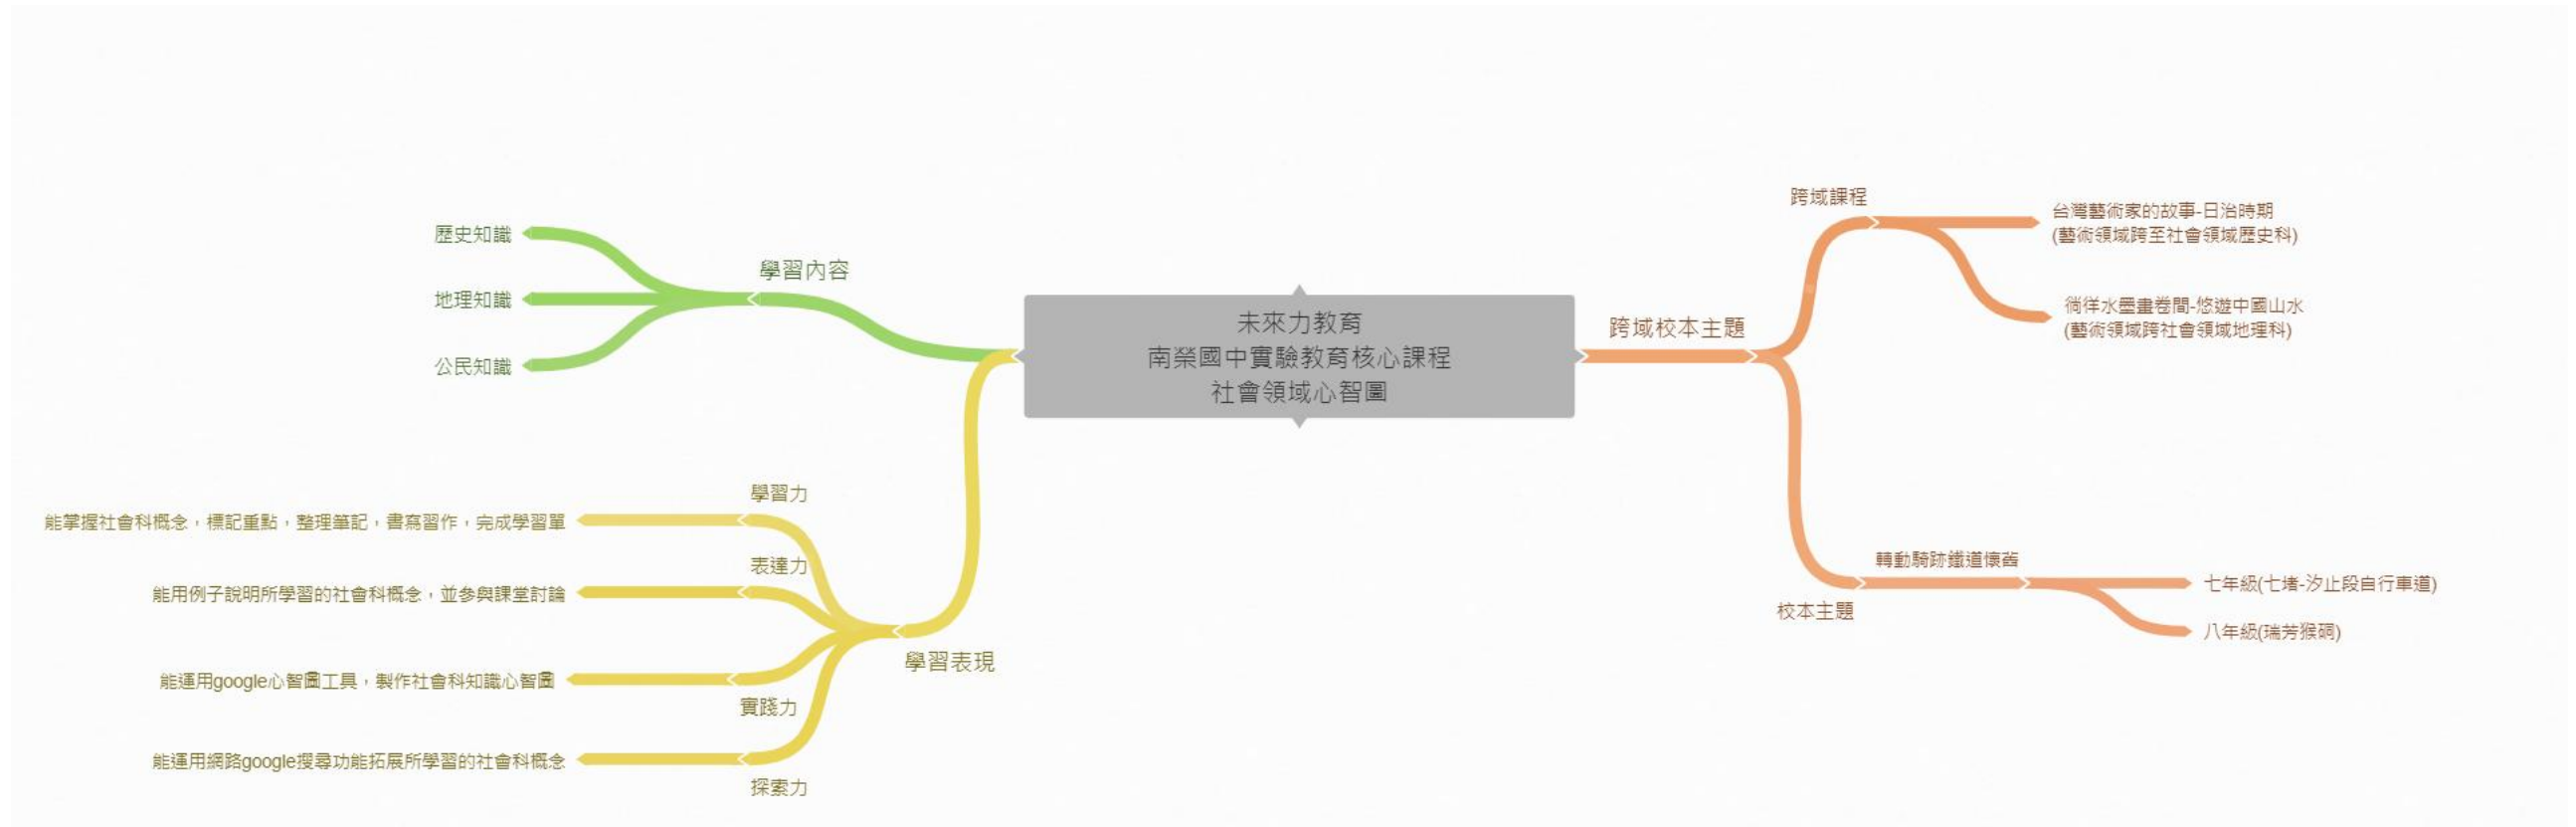 未來力教育
南榮國中實驗教育核心課程
社會領域心智圖
學習內容
歷史知識
地理知識
公民知識
學習表現
學習力
能掌握社會科概念，標記重點，整理筆記，書寫習作，完成學習單
表達力
能用例子說明所學習的社會科概念，並參與課堂討論
能運用google心智圖工具，製作社會科知識心智圖
實踐力
能運用網路google搜尋功能拓展所學習的社會科概念
探索力
跨域校本主題
跨域課程
台灣藝術家的故事-日治時期
(藝術領域跨至社會領域歷史科)
徜徉水墨畫卷間-悠遊中國山水
(藝術領域跨社會領域地理科)
校本主題
轉動騎跡鐵道懷舊
七年級(七堵-汐止段自行車道)
八年級(瑞芳猴硐)